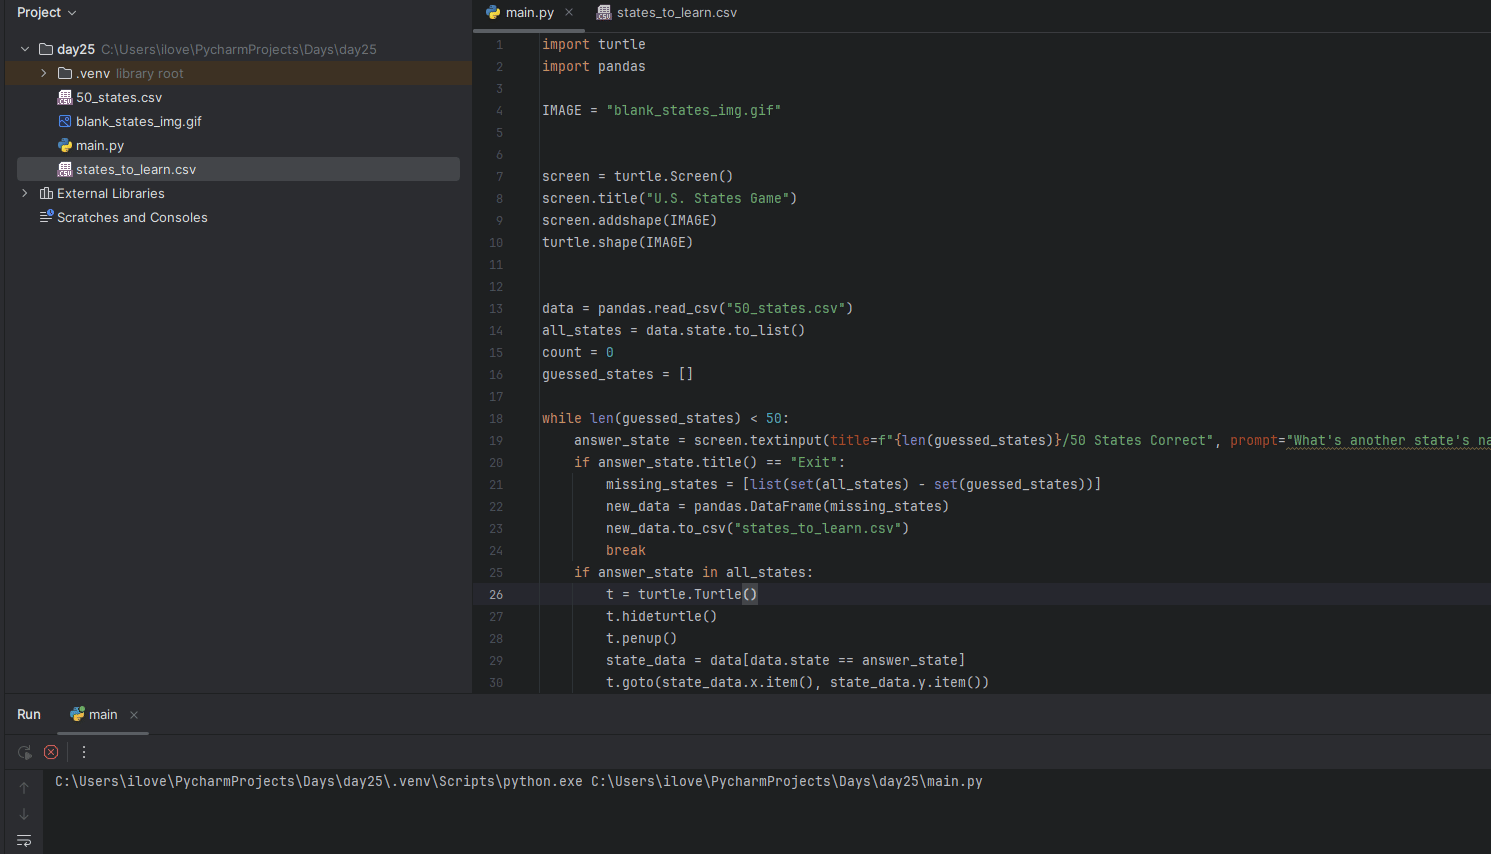 Project
day25 C:\Users\ilove\PycharmProjects\Days\day25
.venv library root
50_states.csv
blank_states_img.gif
main.py
states_to_learn.csv
External Libraries
Scratches and Consoles
main.py
states_to_learn.csv
1 import turtle
2 import pandas
3
4 IMAGE = "blank_states_img.gif"
5
6
7 screen = turtle.Screen()
8 screen.title("U.S. States Game")
9 screen.addshape(IMAGE)
10 turtle.shape(IMAGE)
11
12
13 data = pandas.read_csv("50_states.csv")
14 all_states = data.state.to_list()
15 count = 0
16 guessed_states = []
17
18 while len(guessed_states) < 50:
19 answer_state = screen.textinput(title=f"{len(guessed_states)}/50 States Correct", prompt="What's another state's na
20 if answer_state.title() == "Exit":
21 missing_states = [list(set(all_states) - set(guessed_states))]
22 new_data = pandas.DataFrame(missing_states)
23 new_data.to_csv("states_to_learn.csv")
24 break
25 if answer_state in all_states:
26 t = turtle.Turtle()
27 t.hideturtle()
28 t.penup()
29 state_data = data[data.state == answer_state]
30 t.goto(state_data.x.item(), state_data.y.item())
Run main
C:\Users\ilove\PycharmProjects\Days\day25\.venv\Scripts\python.exe C:\Users\ilove\PycharmProjects\Days\day25\main.py